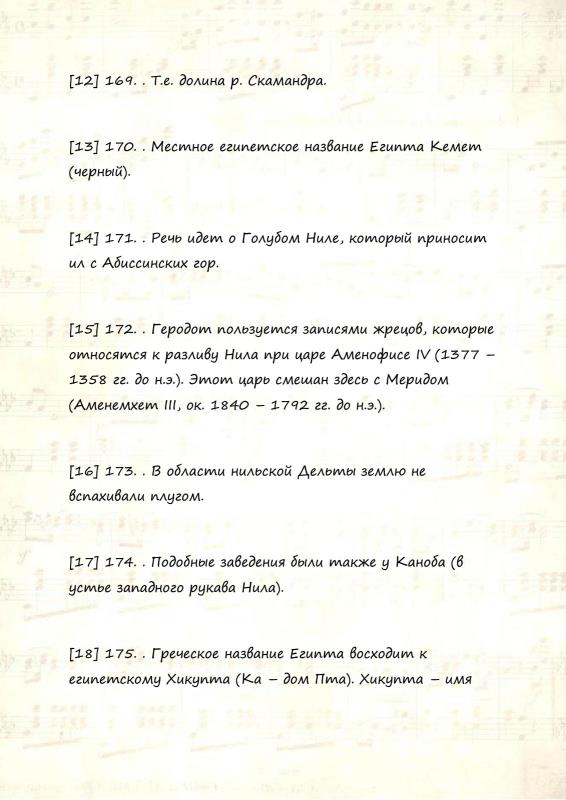 [12] 169. . Т.е. долина р. Скамандра.
[13] 170. . Местное египетское название Египта Кемет
(черный).
[14] 171. . Речь идет о Голубом Ниле, который приносит
ил с Абиссинских гор.
[15] 172. . Геродот пользуется записями жрецов, которые
относятся к разливу Нила при царе Аменофисе IV (1377 –
1358 гг. до н.э.). Этот царь смешан здесь с Меридом
(Аменемхет III, ок. 1840 – 1792 гг. до н.э.).
[16] 173. . В области нильской Дельты землю не
вспахивали плугом.
[17] 174. . Подобные заведения были также у Каноба (в
устье западного рукава Нила).
[18] 175. . Греческое название Египта восходит к
египетскому Хикупта (Ка – дом Пта). Хикупта – имя